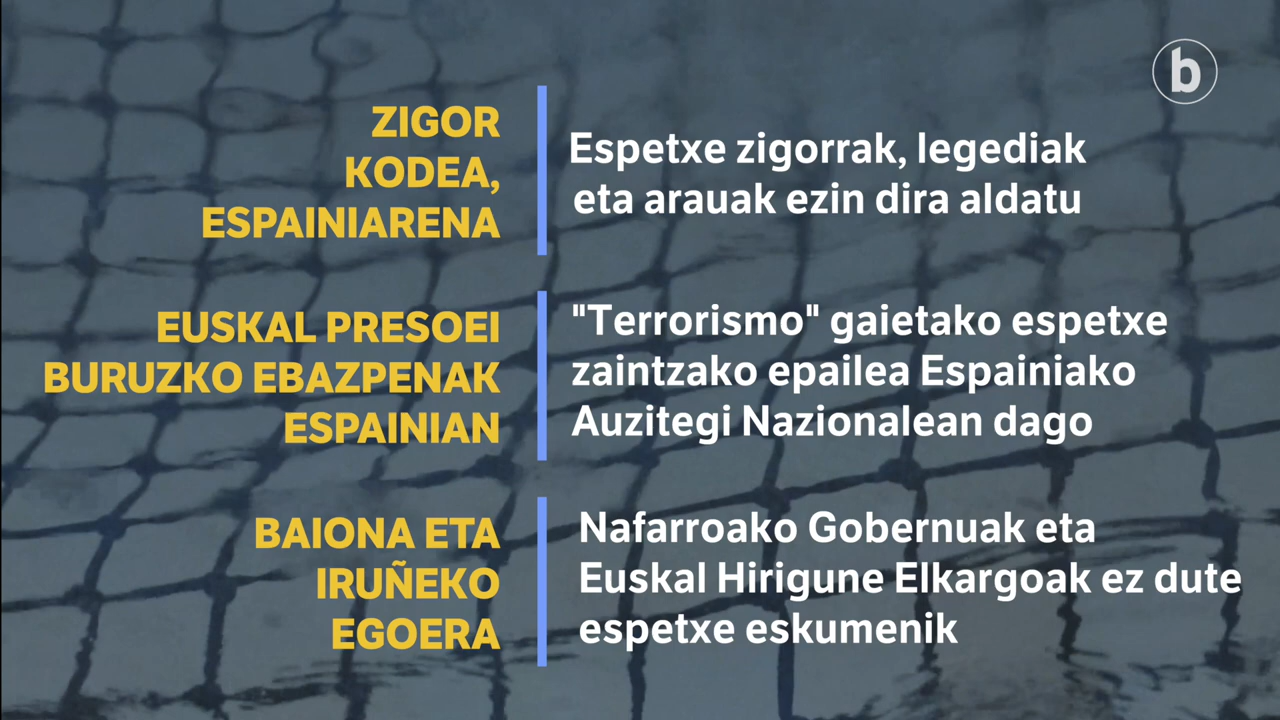 b
ZIGOR
KODEA,
ESPAINIARENA
Espetxe zigorrak, legediak
eta arauak ezin dira aldatu
EUSKAL PRESOEI
BURUZKO EBAZPENAK
ESPAINIAN
"Terrorismo" gaietako espetxe
zaintzako epailea Espainiako
Auzitegi Nazionalean dago
BAIONA ETA
IRUÑEKO
EGOERA
Nafarroako Gobernuak eta
Euskal Hirigune Elkargoak ez dute
espetxe eskumenik